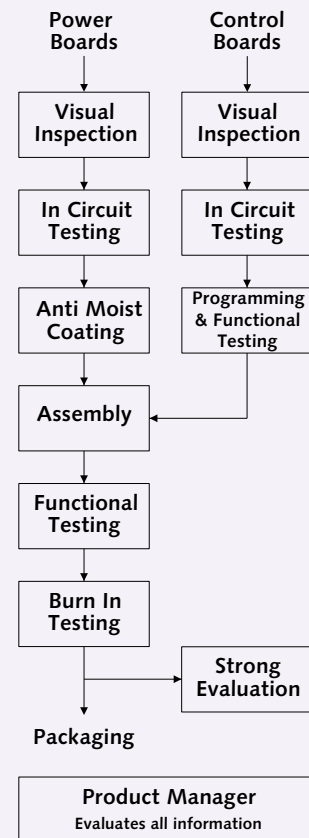 Power
Boards
Control
Boards
Visual
Inspection
Visual
Inspection
In Circuit
Testing
In Circuit
Testing
Anti Moist
Coating
Programming
& Functional
Testing
Assembly
Functional
Testing
Burn In
Testing
Strong
Evaluation
Packaging
Product Manager
Evaluates all information